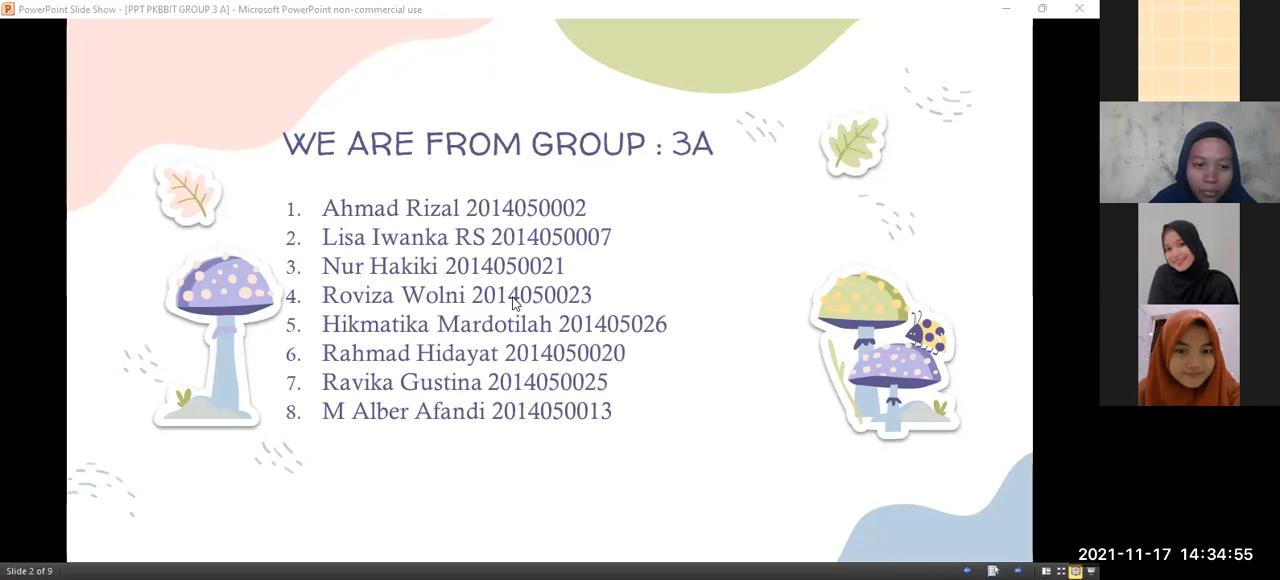 PowerPoint Slide Show - [PPT PKBBIT GROUP 3 A] - Microsoft PowerPoint non-commercial use
WE ARE FROM GROUP : 3A
1. Ahmad Rizal 2014050002
2. Lisa Iwanka RS 2014050007
3. Nur Hakiki 2014050021
4. Roviza Wolni 2014050023
5. Hikmatika Mardotilah 201405026
6. Rahmad Hidayat 2014050020
7. Ravika Gustina 2014050025
8. M Alber Afandi 2014050013
2021-11-17 14:34:55
Slide 2 of 9